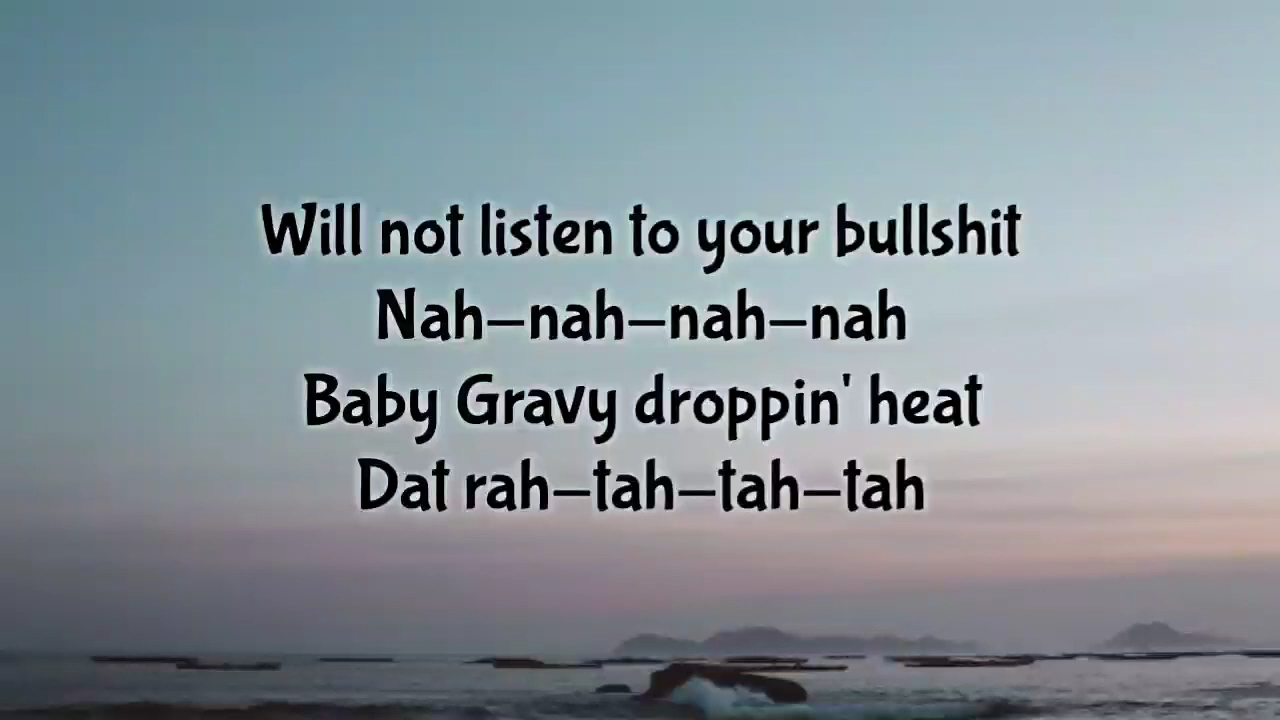 Will not listen to your bullshit
Nah–nah–nah–nah
Baby Gravy droppin' heat
Dat rah–tah–tah–tah